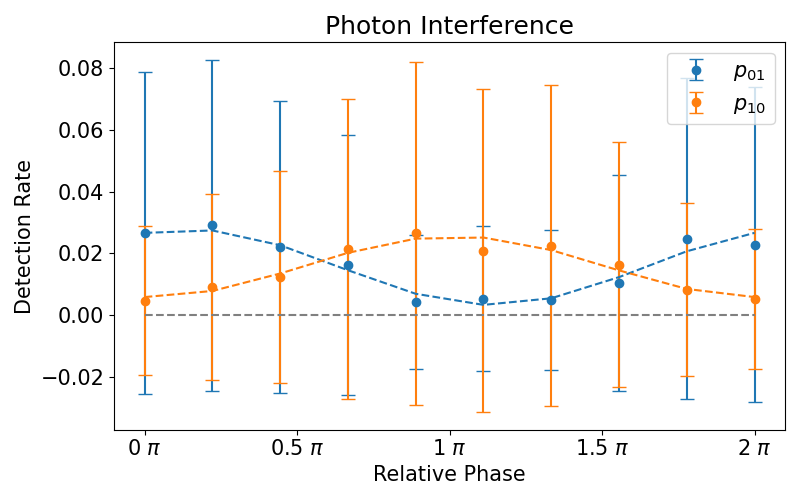 Photon Interference
Detection Rate
0.08
0.06
0.04
0.02
0.00
−0.02
p01
p10
0 π
0.5 π
1 π
1.5 π
2 π
Relative Phase